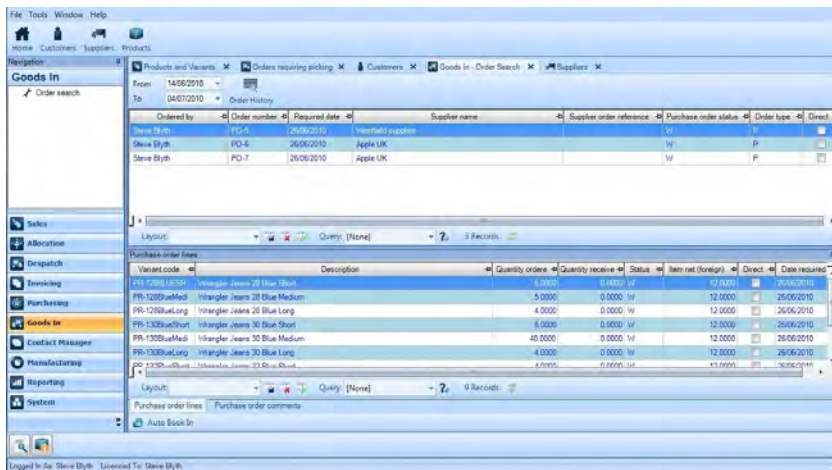 File Tools Window Help
Home Customers Suppliers Products
Navigation
Goods In
Order search
Products and Variants Orders requiring picking Customers Goods In - Order Search Suppliers
From 14/06/2010
To 04/07/2010 Order History
Ordered by Order number Required date Supplier name Supplier order reference Purchase order status Order type Direct
Steve Blyth PO-5 26/06/2010 Westfield supplies W P
Steve Blyth PO-6 26/06/2010 Apple UK W P
Steve Blyth PO-7 26/06/2010 Apple UK W P
Layout: Query: [None] 3 Records
Purchase order lines
Variant code Description Quantity ordere Quantity receive Status Item net (foreign) Direct Date required
Wrangler Jeans 28 Blue Short 0.0000 W 12.0000 26/06/2010
PR-128BlueMedi Wrangler Jeans 28 Blue Medium 5.0000 0.0000 W 12.0000 26/06/2010
PR-128BlueLong Wrangler Jeans 28 Blue Long 4.0000 0.0000 W 12.0000 26/06/2010
PR-130BlueShort Wrangler Jeans 30 Blue Short 6.0000 0.0000 W 12.0000 26/06/2010
PR-130BlueMedi Wrangler Jeans 30 Blue Medium 40.0000 0.0000 W 12.0000 26/06/2010
PR-130BlueLong Wrangler Jeans 30 Blue Long 4.0000 0.0000 W 12.0000 26/06/2010
Layout: Query: [None] 9 Records
Purchase order lines Purchase order comments
Auto Book In
Sales
Allocation
Despatch
Invoicing
Purchasing
Goods In
Contact Manager
Manufacturing
Reporting
System
Logged In As: Steve Blyth Licenced To: Steve Blyth